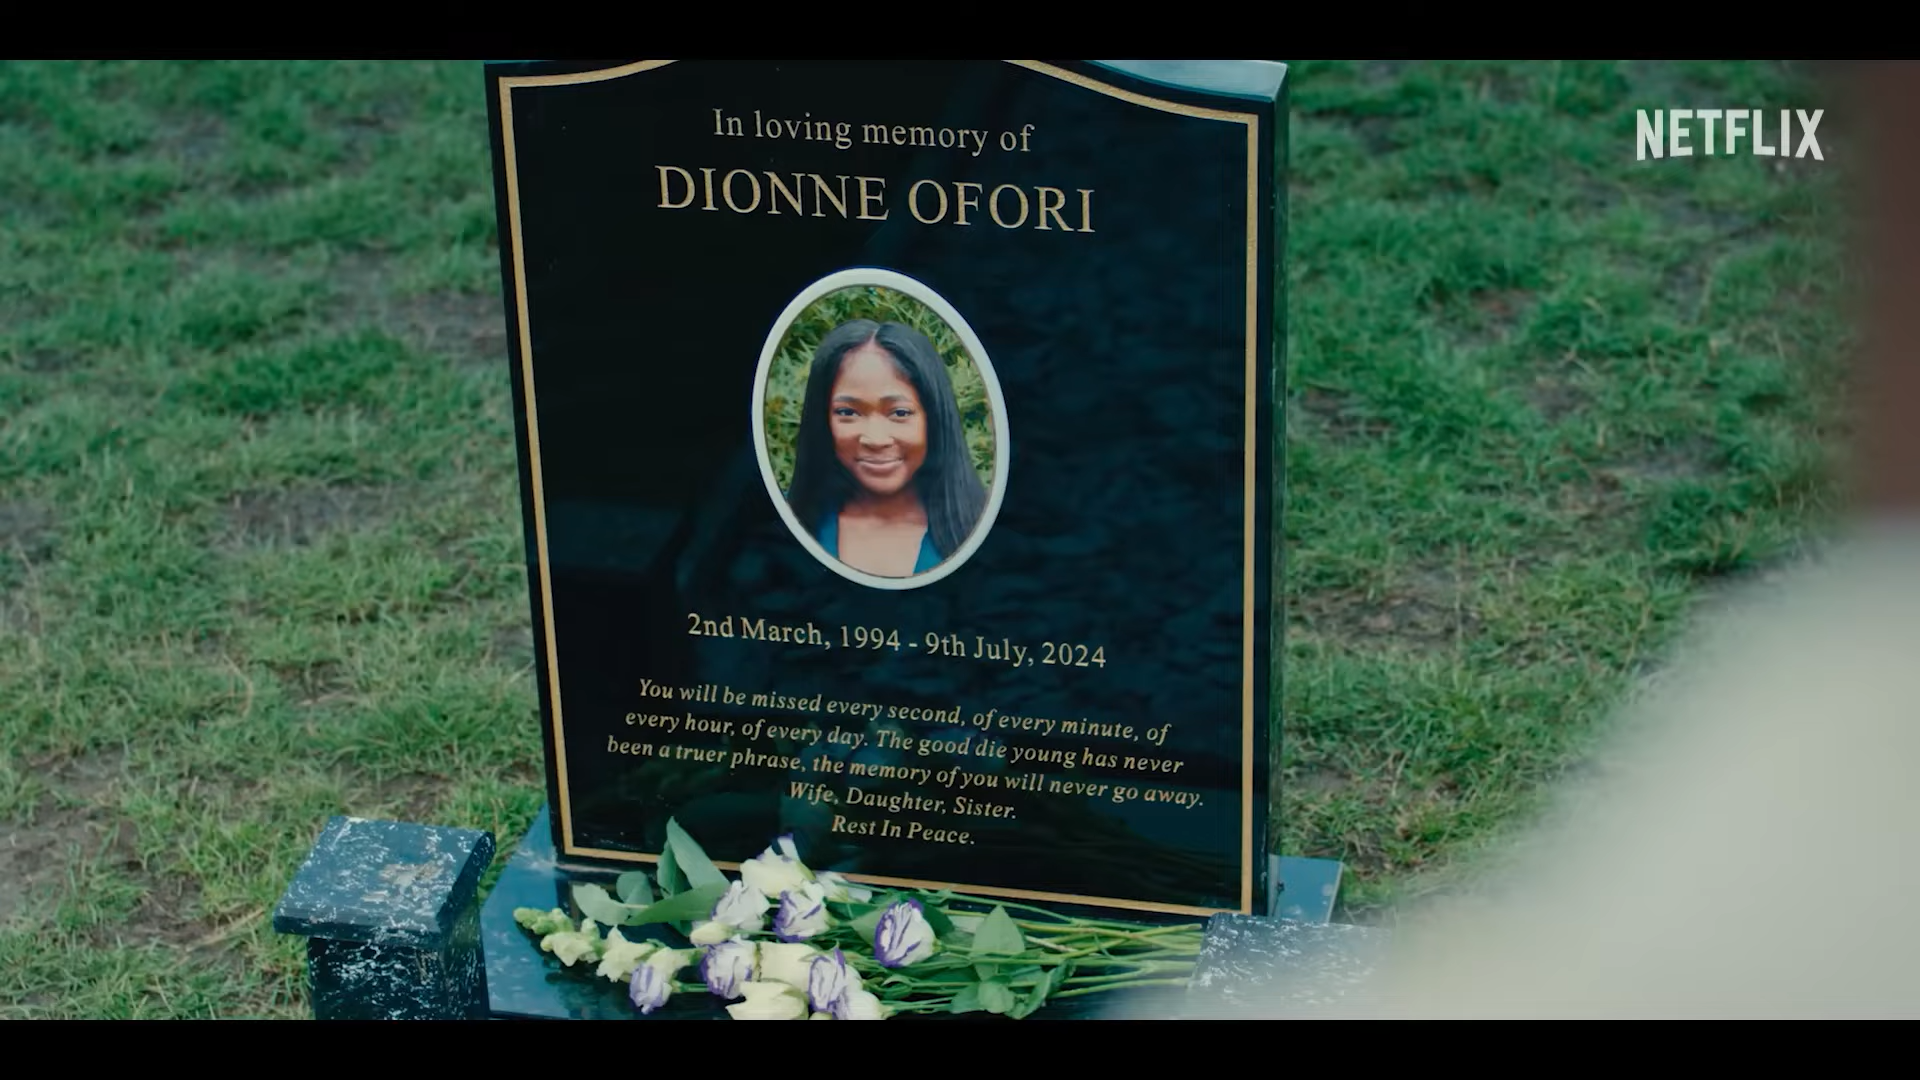 NETFLIX
In loving memory of
DIONNE OFORI
2nd March, 1994 - 9th July, 2024
You will be missed every second, of every minute, of
every hour, of every day. The good die young has never
been a truer phrase, the memory of you will never go away.
Wife, Daughter, Sister.
Rest In Peace.